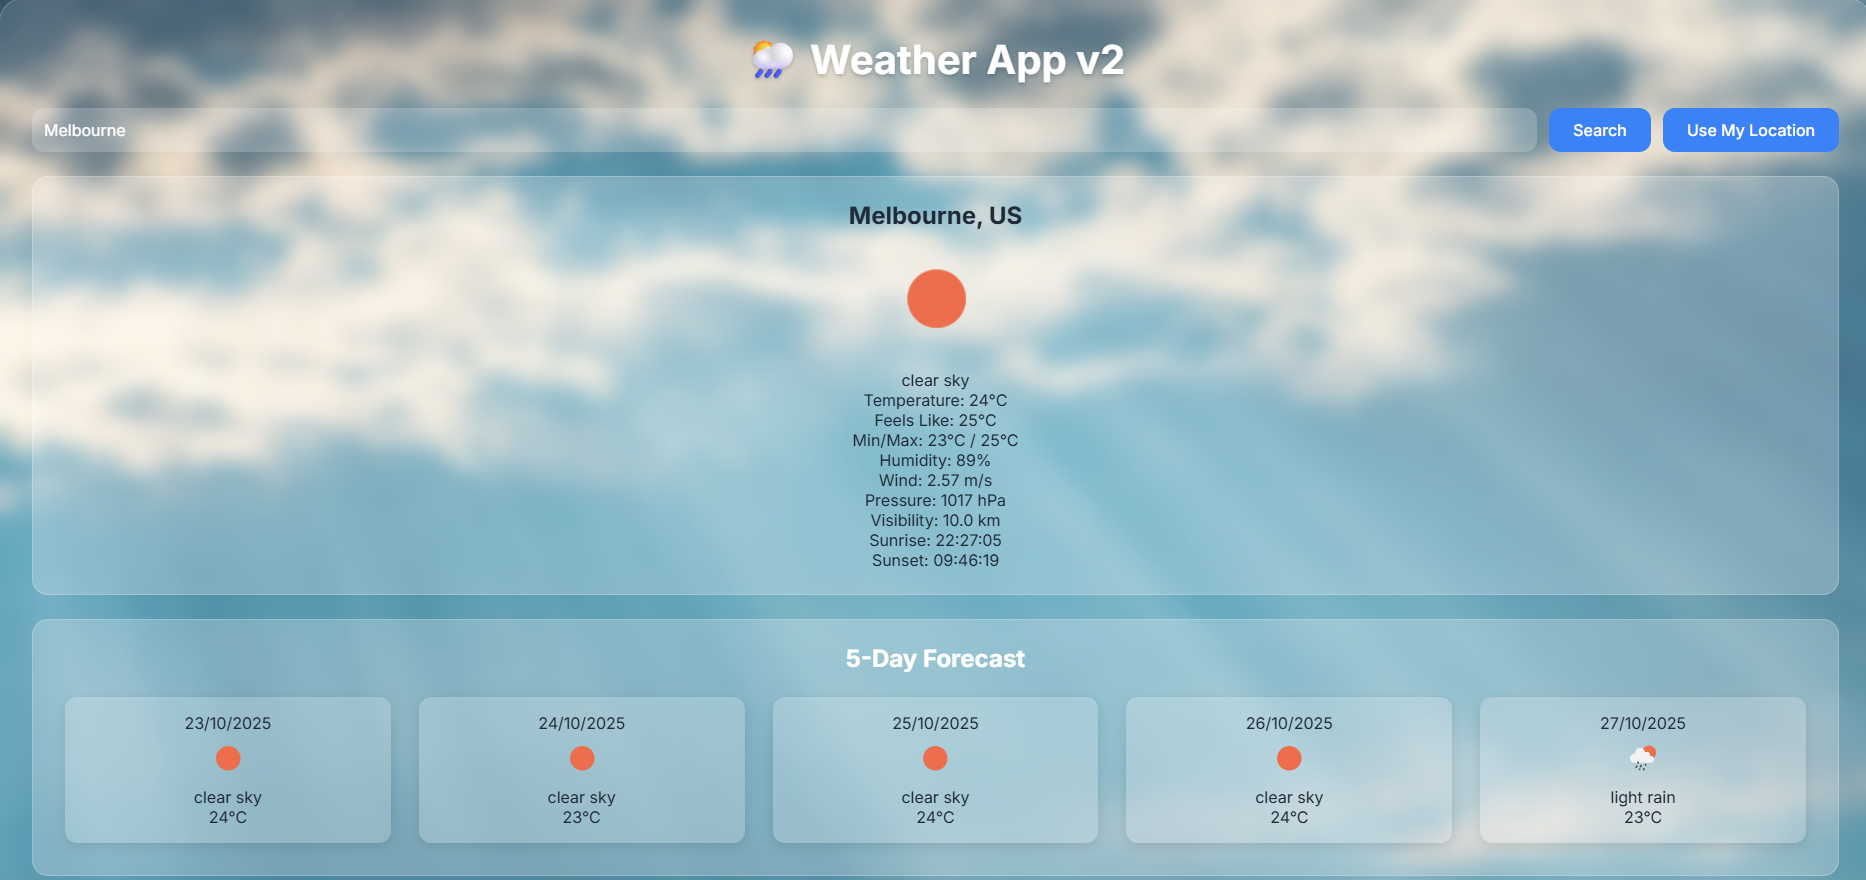 Weather App v2
Melbourne
Search
Use My Location
Melbourne, US
clear sky
Temperature: 24°C
Feels Like: 25°C
Min/Max: 23°C / 25°C
Humidity: 89%
Wind: 2.57 m/s
Pressure: 1017 hPa
Visibility: 10.0 km
Sunrise: 22:27:05
Sunset: 09:46:19
5-Day Forecast
23/10/2025
clear sky
24°C
24/10/2025
clear sky
23°C
25/10/2025
clear sky
24°C
26/10/2025
clear sky
24°C
27/10/2025
light rain
23°C